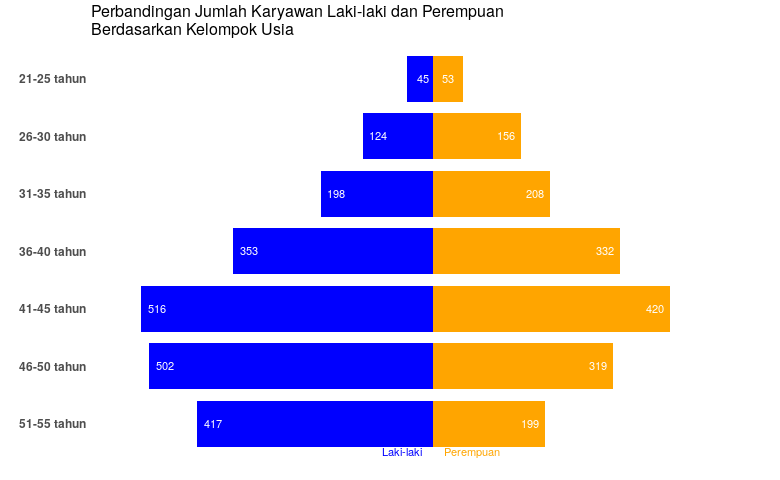 Perbandingan Jumlah Karyawan Laki-laki dan Perempuan
Berdasarkan Kelompok Usia
21-25 tahun 45 53
26-30 tahun 124 156
31-35 tahun 198 208
36-40 tahun 353 332
41-45 tahun 516 420
46-50 tahun 502 319
51-55 tahun 417 199
Laki-laki Perempuan